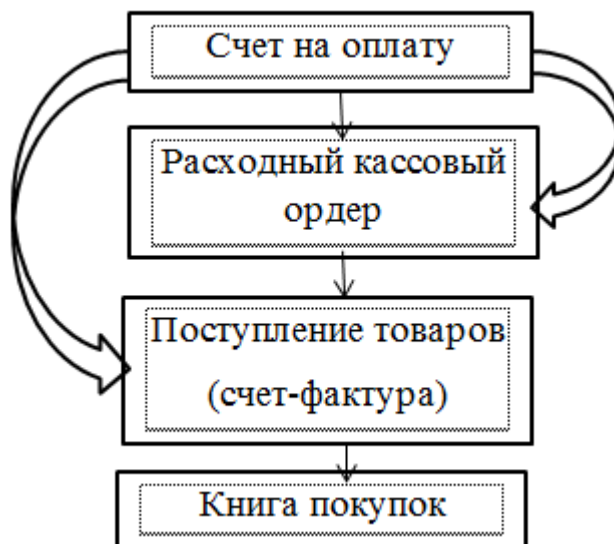 Счет на оплату
Расходный кассовый
ордер
Поступление товаров
(счет-фактура)
Книга покупок